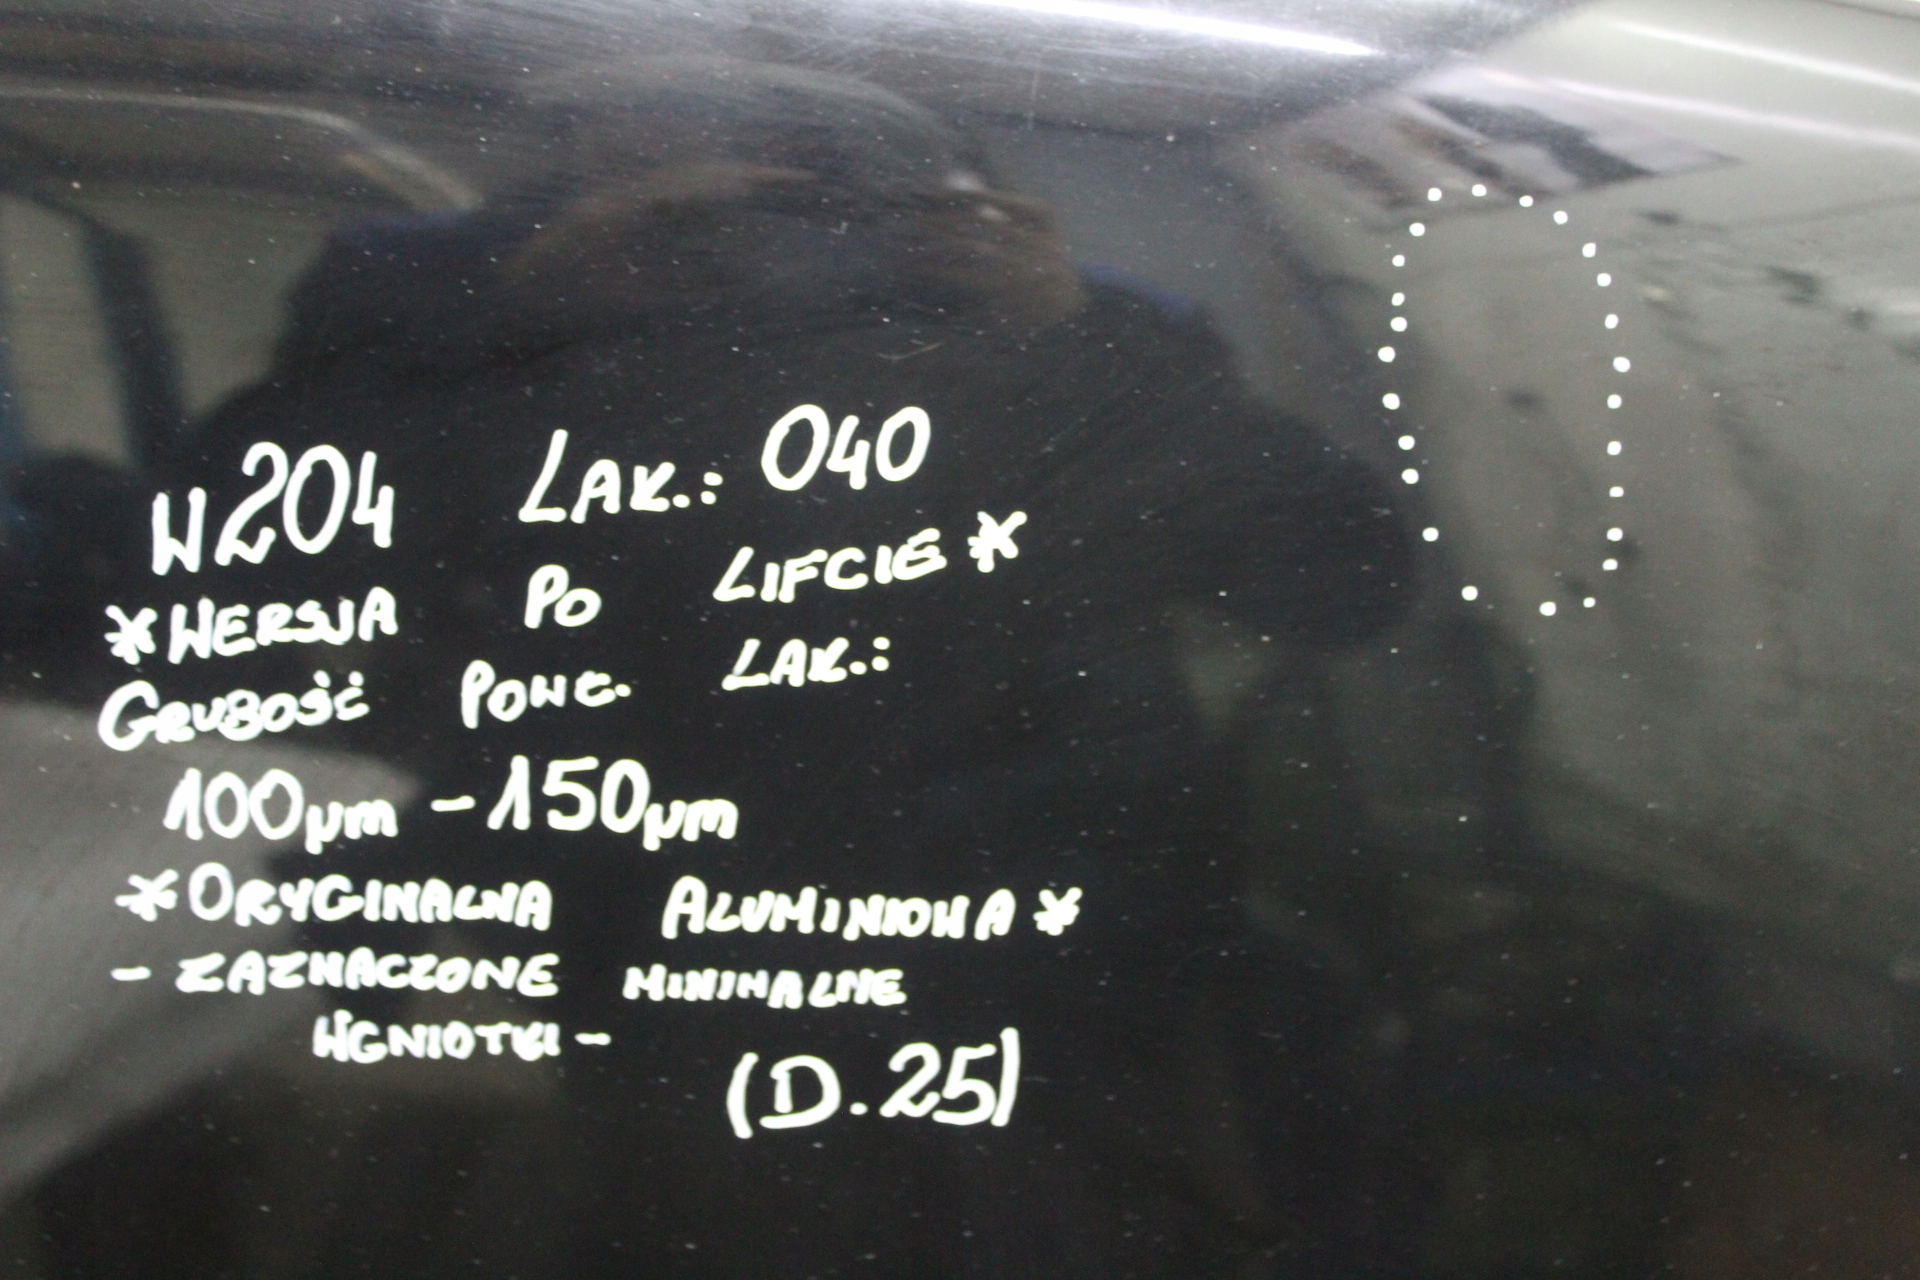 W204 LAK.: 040
*WERSJA PO LIFCIE*
GRUBOŚĆ POWŁ. LAK.:
100µm - 150µm
*ORYGINALNA ALUMINIOWA*
- ZAZNACZONE MINIMALNE
WGNIOTKI -
(D.25)